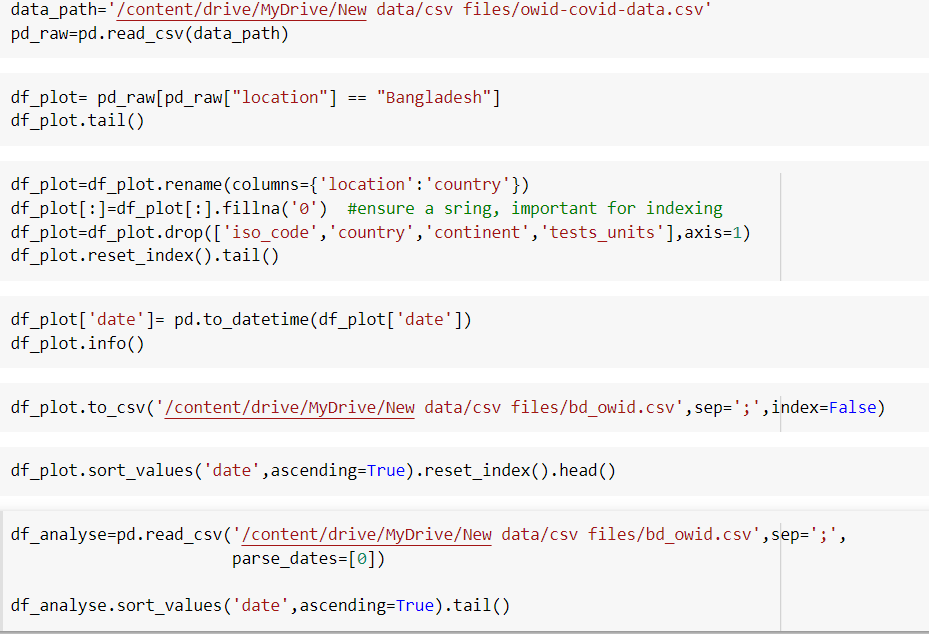 data_path='/content/drive/MyDrive/New data/csv files/owid-covid-data.csv'
pd_raw=pd.read_csv(data_path)
df_plot= pd_raw[pd_raw["location"] == "Bangladesh"]
df_plot.tail()
df_plot=df_plot.rename(columns={'location':'country'})
df_plot[:]=df_plot[:].fillna('0')  #ensure a sring, important for indexing
df_plot=df_plot.drop(['iso_code','country','continent','tests_units'],axis=1)
df_plot.reset_index().tail()
df_plot['date']= pd.to_datetime(df_plot['date'])
df_plot.info()
df_plot.to_csv('/content/drive/MyDrive/New data/csv files/bd_owid.csv',sep=';',index=False)
df_plot.sort_values('date',ascending=True).reset_index().head()
df_analyse=pd.read_csv('/content/drive/MyDrive/New data/csv files/bd_owid.csv',sep=';',
parse_dates=[0])
df_analyse.sort_values('date',ascending=True).tail()